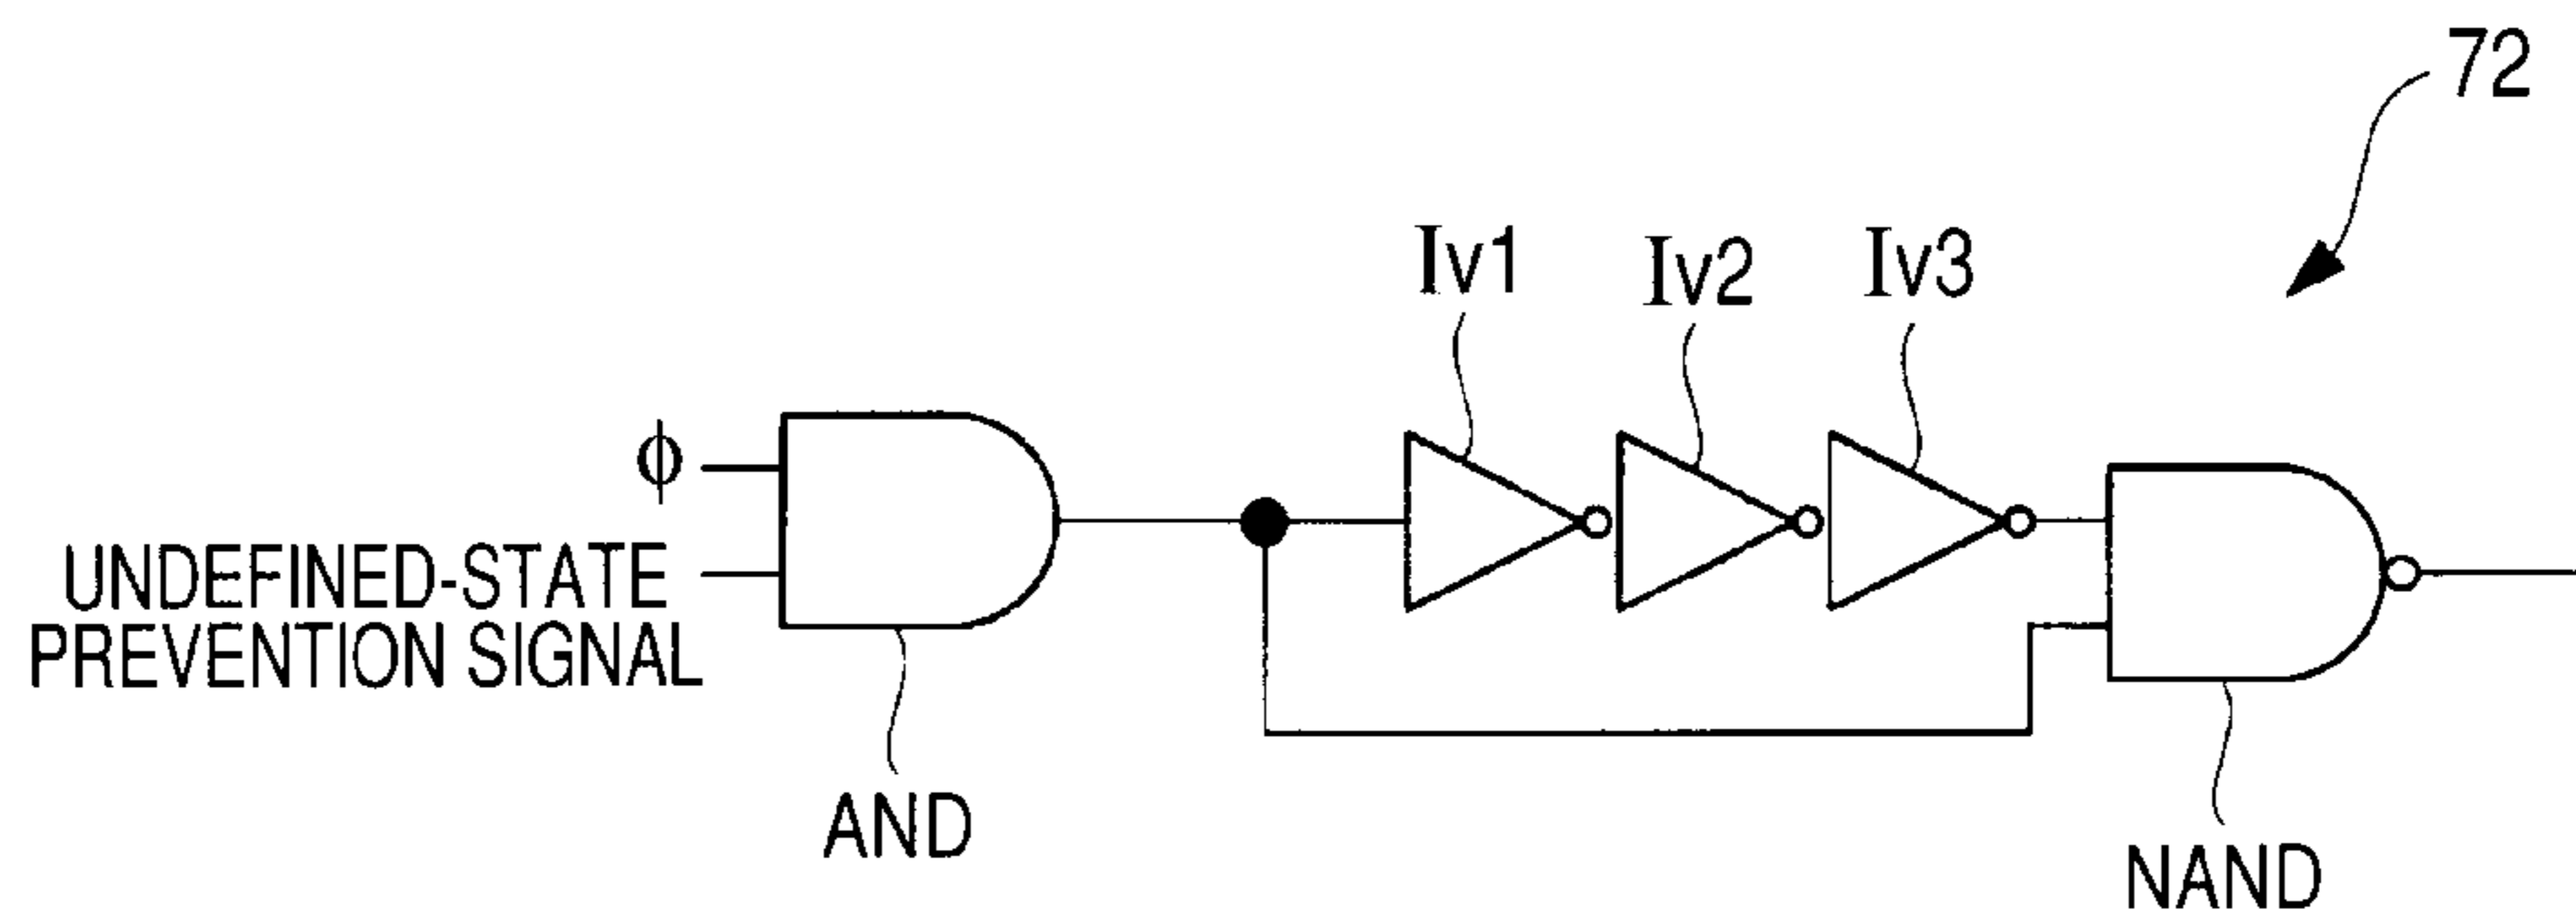 72
Iv1
Iv2
Iv3
ϕ
UNDEFINED-STATE
PREVENTION SIGNAL
AND
NAND